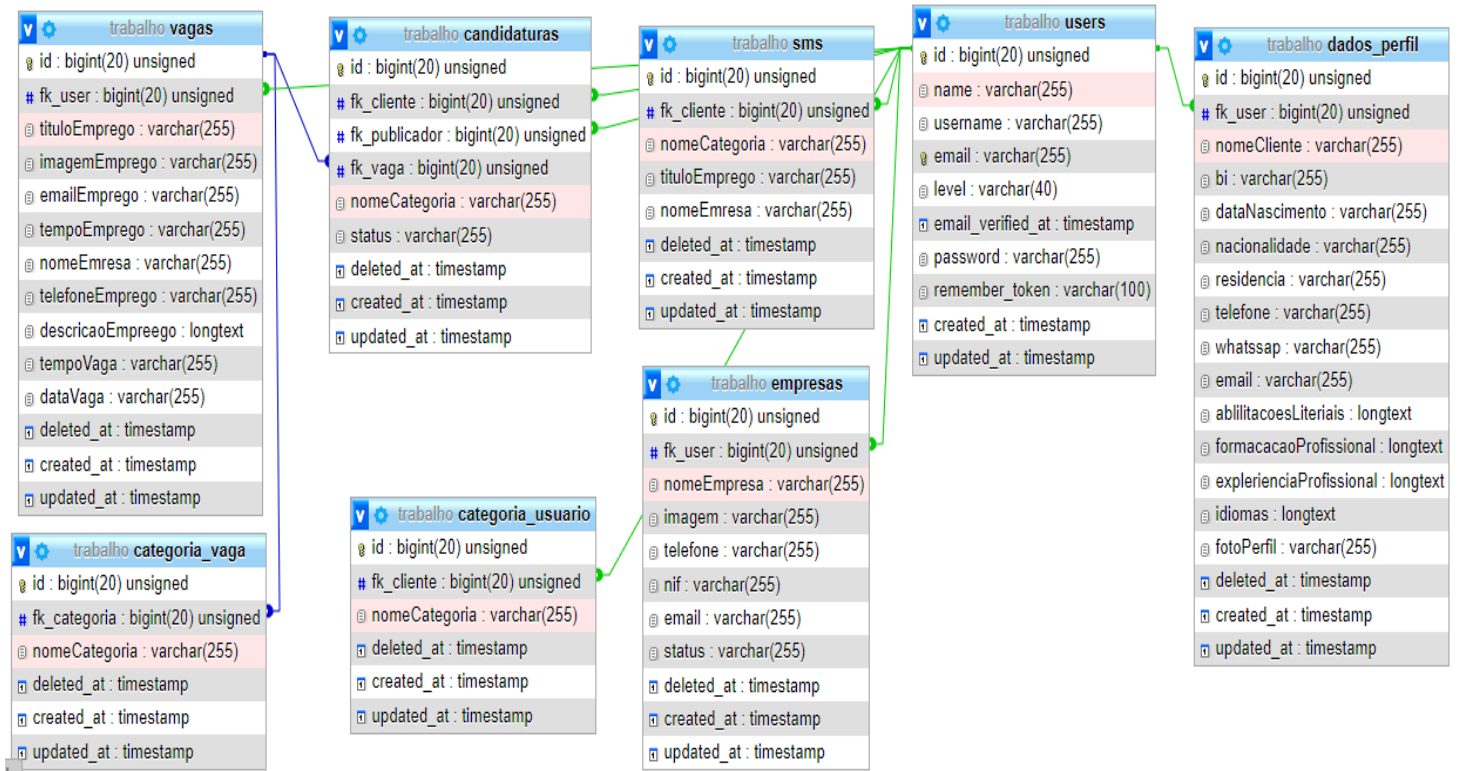 trabalho vagas
id : bigint(20) unsigned
# fk_user : bigint(20) unsigned
tituloEmprego : varchar(255)
imagemEmprego : varchar(255)
emailEmprego : varchar(255)
tempoEmprego : varchar(255)
nomeEmresa : varchar(255)
telefoneEmprego : varchar(255)
descricaoEmpreego : longtext
tempoVaga : varchar(255)
dataVaga : varchar(255)
deleted_at : timestamp
created_at : timestamp
updated_at : timestamp
trabalho categoria_vaga
id : bigint(20) unsigned
# fk_categoria : bigint(20) unsigned
nomeCategoria : varchar(255)
deleted_at : timestamp
created_at : timestamp
updated_at : timestamp
trabalho candidaturas
id : bigint(20) unsigned
# fk_cliente : bigint(20) unsigned
# fk_publicador : bigint(20) unsigned
# fk_vaga : bigint(20) unsigned
nomeCategoria : varchar(255)
status : varchar(255)
deleted_at : timestamp
created_at : timestamp
updated_at : timestamp
trabalho categoria_usuario
id : bigint(20) unsigned
# fk_cliente : bigint(20) unsigned
nomeCategoria : varchar(255)
deleted_at : timestamp
created_at : timestamp
updated_at : timestamp
trabalho sms
id : bigint(20) unsigned
# fk_cliente : bigint(20) unsigned
nomeCategoria : varchar(255)
tituloEmprego : varchar(255)
nomeEmresa : varchar(255)
deleted_at : timestamp
created_at : timestamp
updated_at : timestamp
trabalho empresas
id : bigint(20) unsigned
# fk_user : bigint(20) unsigned
nomeEmpresa : varchar(255)
imagem : varchar(255)
telefone : varchar(255)
nif : varchar(255)
email : varchar(255)
status : varchar(255)
deleted_at : timestamp
created_at : timestamp
updated_at : timestamp
trabalho users
id : bigint(20) unsigned
name : varchar(255)
username : varchar(255)
email : varchar(255)
level : varchar(40)
email_verified_at : timestamp
password : varchar(255)
remember_token : varchar(100)
created_at : timestamp
updated_at : timestamp
trabalho dados_perfil
id : bigint(20) unsigned
# fk_user : bigint(20) unsigned
nomeCliente : varchar(255)
bi : varchar(255)
dataNascimento : varchar(255)
nacionalidade : varchar(255)
residencia : varchar(255)
telefone : varchar(255)
whatssap : varchar(255)
email : varchar(255)
ablilitacoesLiteriais : longtext
formacacaoProfissional : longtext
explerienciaProfissional : longtext
idiomas : longtext
fotoPerfil : varchar(255)
deleted_at : timestamp
created_at : timestamp
updated_at : timestamp